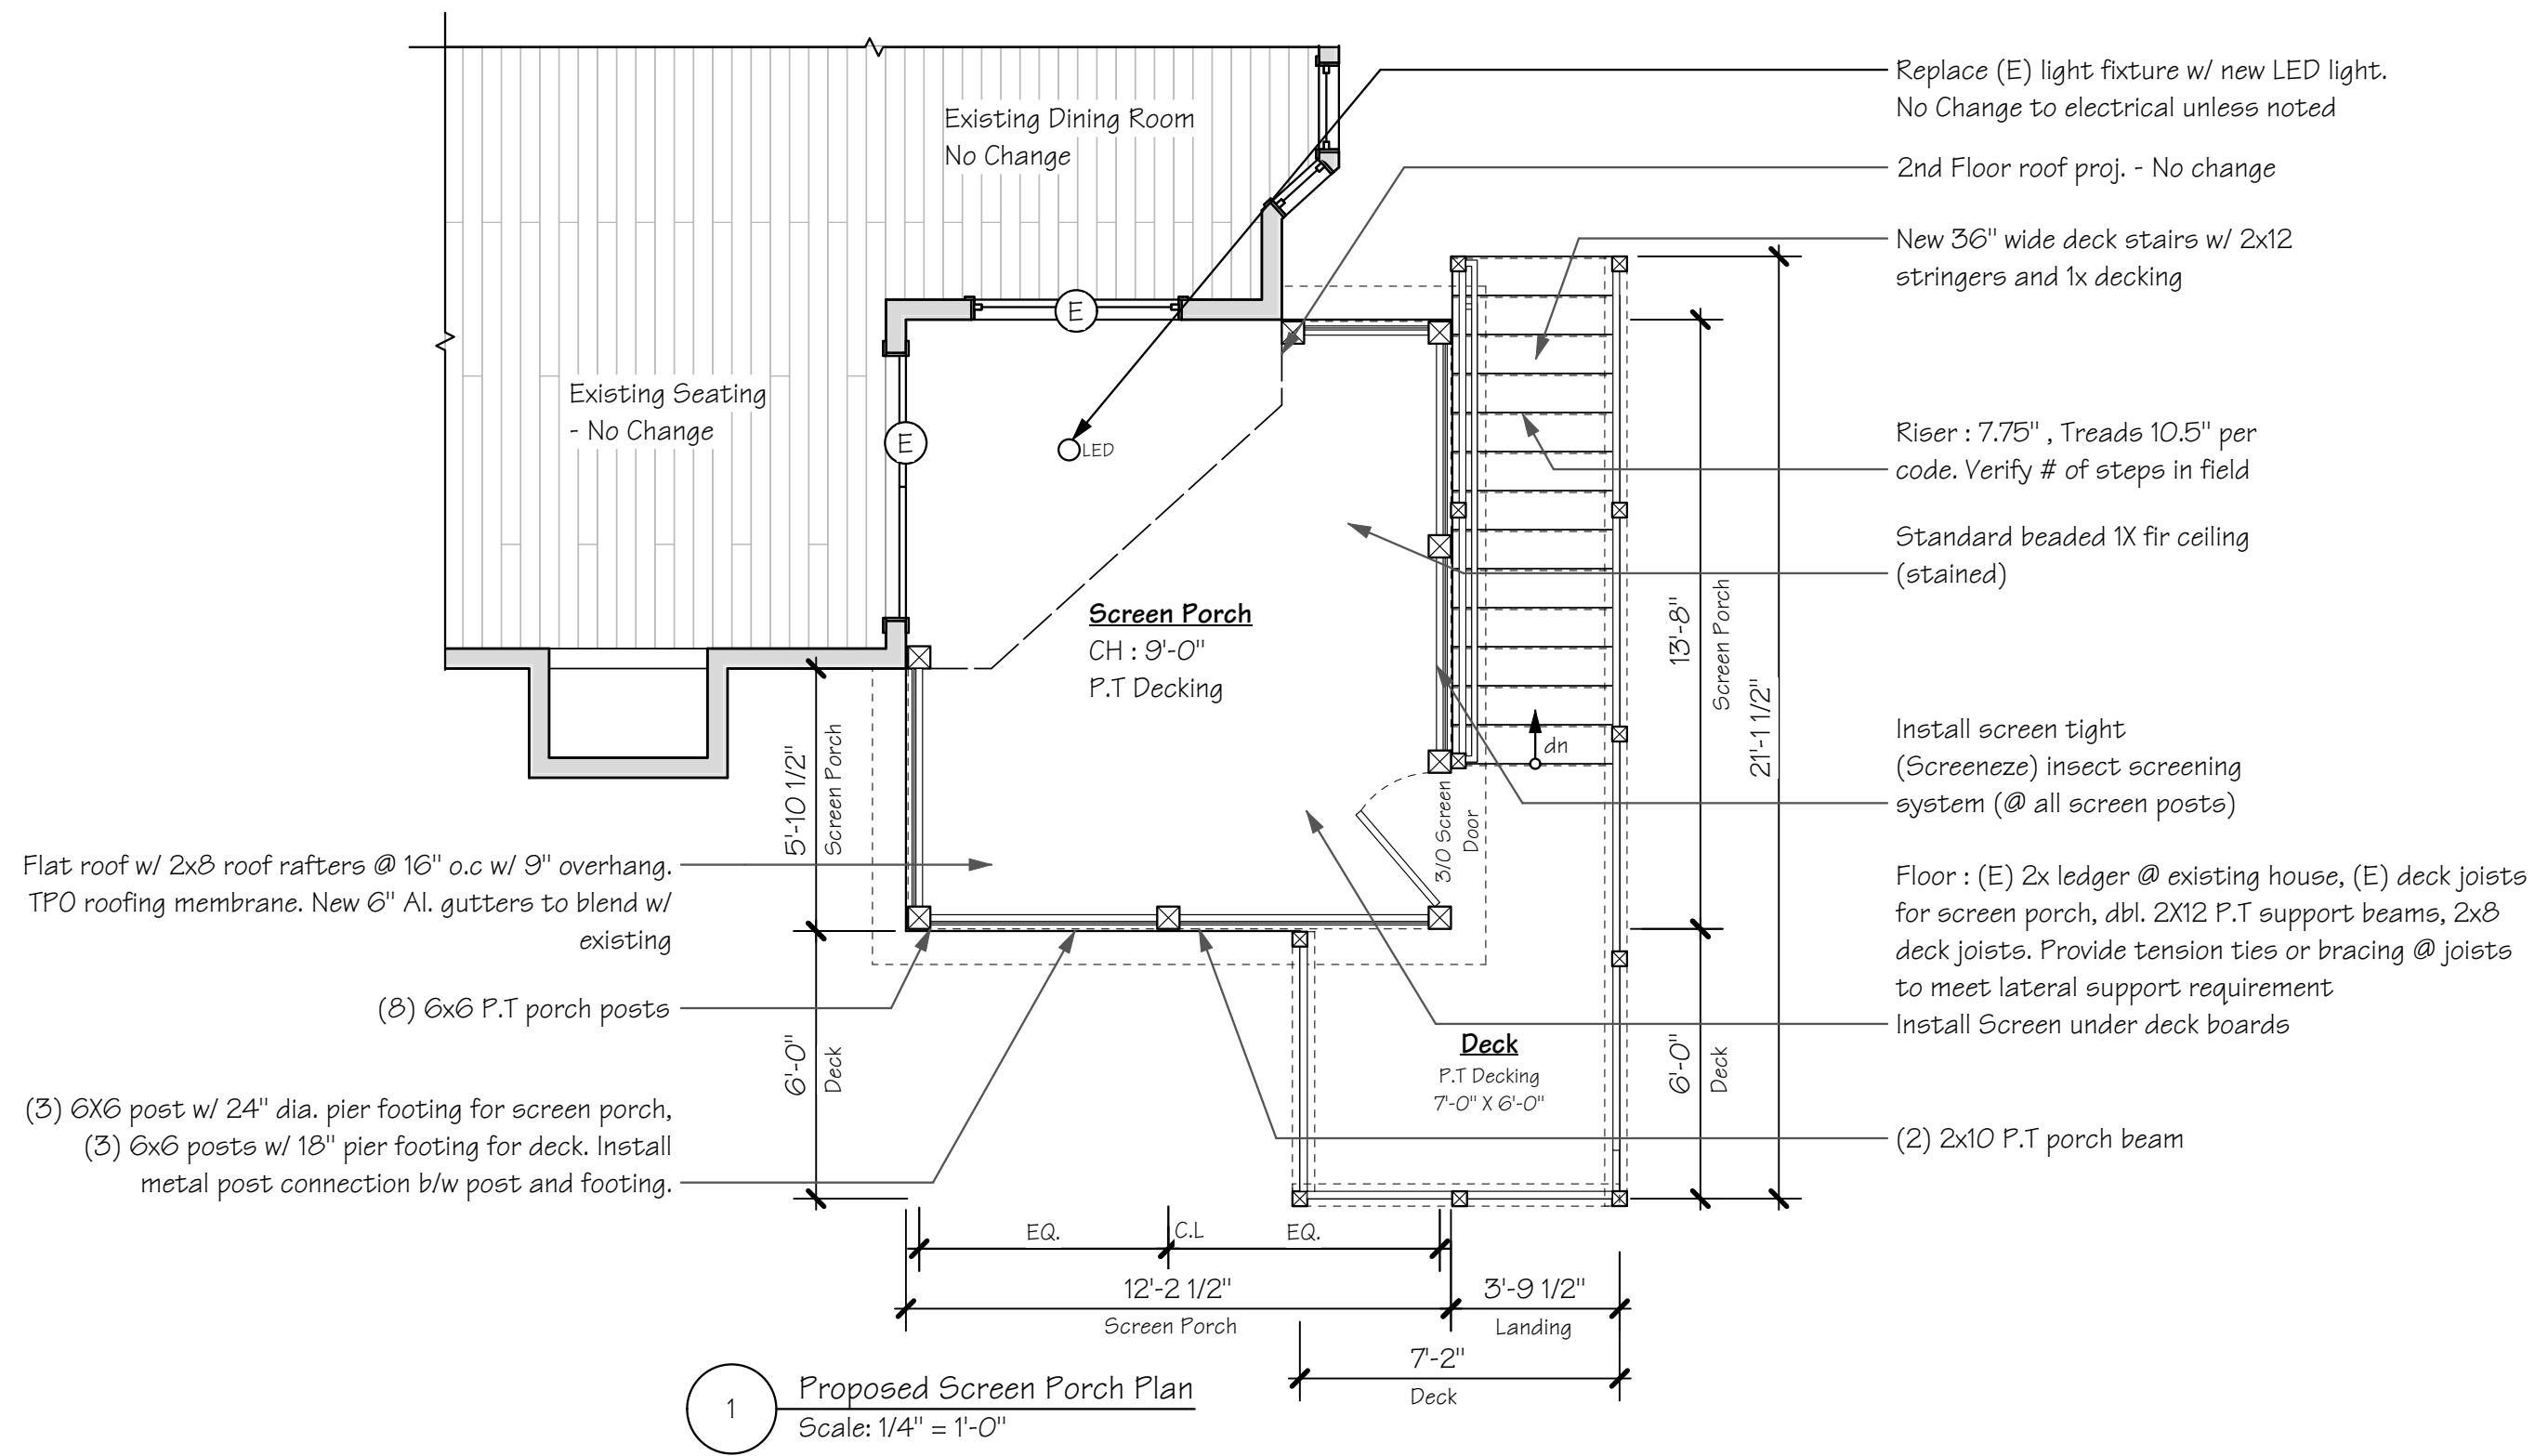 Replace (E) light fixture w/ new LED light.
No Change to electrical unless noted
Existing Dining Room
No Change
2nd Floor roof proj. - No change
New 36" wide deck stairs w/ 2x12
stringers and 1x decking
E
Existing Seating
- No Change
E
LED
Riser : 7.75" , Treads 10.5" per
code. Verify # of steps in field
Standard beaded 1X fir ceiling
(stained)
Screen Porch
CH : 9'-0"
P.T Decking
13'-8"
Screen Porch
21'-1 1/2"
dn
Install screen tight
(Screeneze) insect screening
system (@ all screen posts)
5'-10 1/2"
Screen Porch
3/0 Screen
Door
Flat roof w/ 2x8 roof rafters @ 16" o.c w/ 9" overhang.
TPO roofing membrane. New 6" Al. gutters to blend w/
existing
Floor : (E) 2x ledger @ existing house, (E) deck joists
for screen porch, dbl. 2X12 P.T support beams, 2x8
deck joists. Provide tension ties or bracing @ joists
to meet lateral support requirement
Install Screen under deck boards
(8) 6x6 P.T porch posts
6'-0"
Deck
Deck
P.T Decking
7'-0" X 6'-0"
6'-0"
Deck
(3) 6X6 post w/ 24" dia. pier footing for screen porch,
(3) 6x6 posts w/ 18" pier footing for deck. Install
metal post connection b/w post and footing.
(2) 2x10 P.T porch beam
EQ.
C.L
EQ.
12'-2 1/2"
Screen Porch
3'-9 1/2"
Landing
7'-2"
Deck
1
Proposed Screen Porch Plan
Scale: 1/4" = 1'-0"